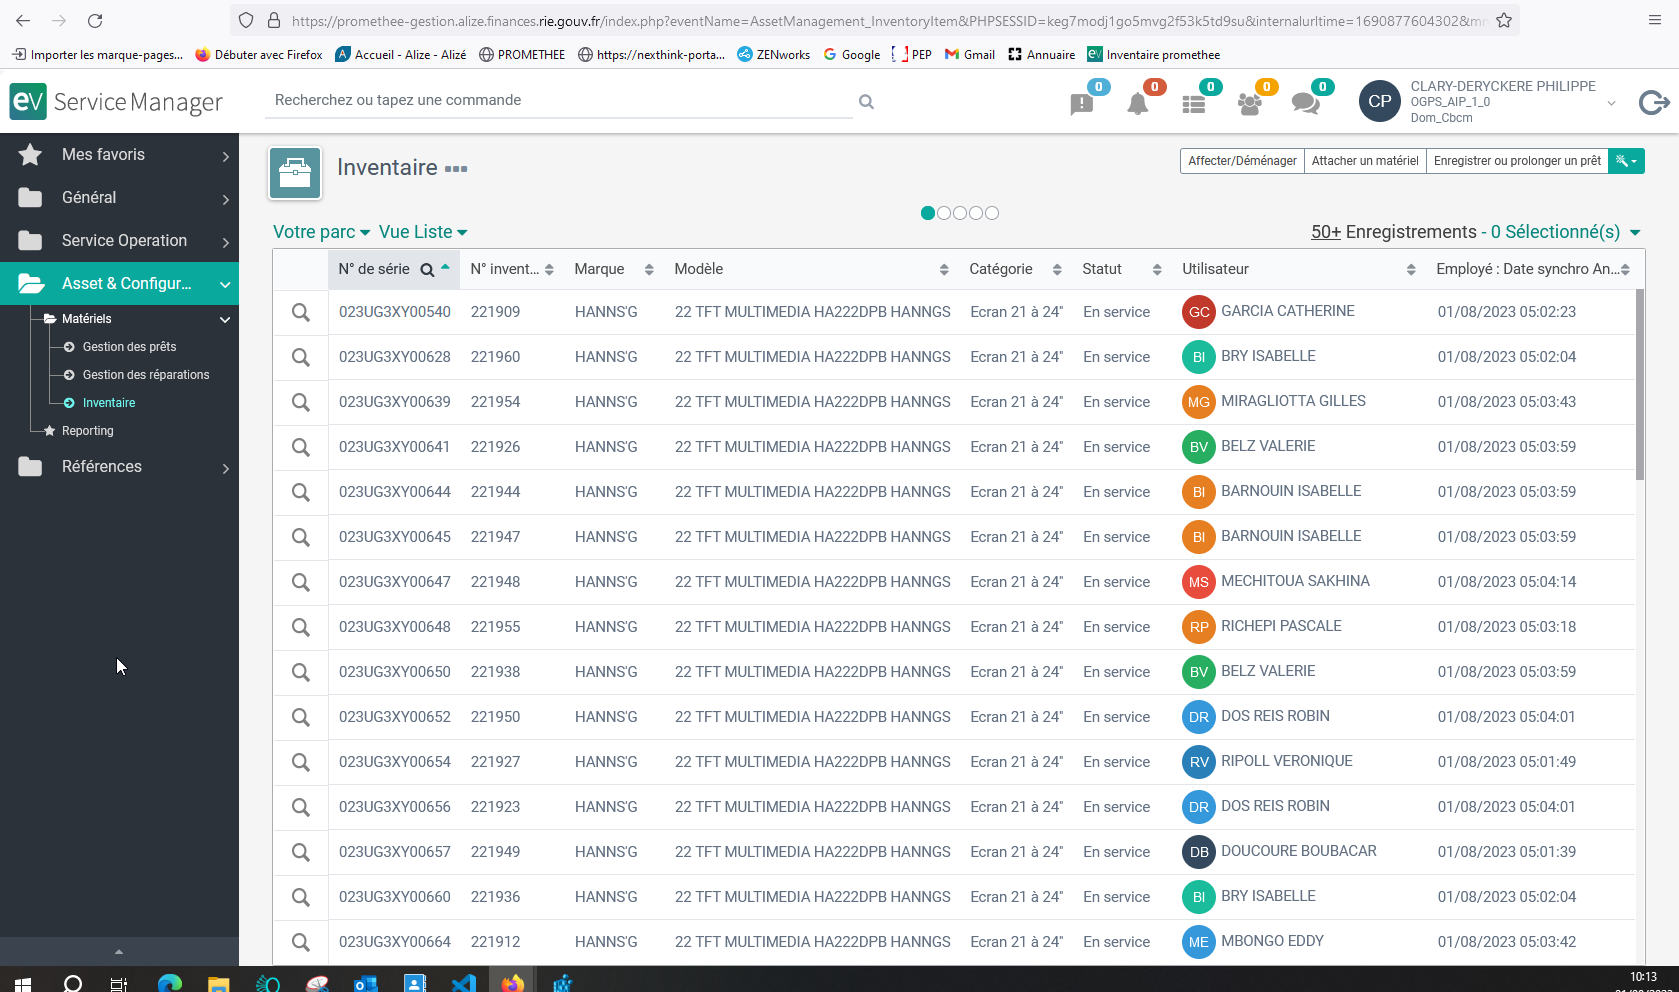 https://promethee-gestion.alize.finances.rie.gouv.fr/index.php?eventName=AssetManagement_InventoryItem&PHPSESSID=keg7modj1go5mvg2f53k5td9su&internalurltime=1690877604302&
Importer les marque-pages... Débuter avec Firefox Accueil - Alize - Alizé PROMETHEE https://nexthink-porta... ZENworks Google PEP Gmail Annuaire Inventaire promethee
eV Service Manager
Recherchez ou tapez une commande
0 0 0 0 0
CP
CLARY-DERYCKERE PHILIPPE
OGPS_AIP_1_0
Dom_Cbcm
Mes favoris
Général
Service Operation
Asset & Configur...
Matériels
Gestion des prêts
Gestion des réparations
Inventaire
Reporting
Références
Inventaire
Affecter/Déménager Attacher un matériel Enregistrer ou prolonger un prêt
Votre parc Vue Liste
50+ Enregistrements - 0 Sélectionné(s)
N° de série N° invent... Marque Modèle Catégorie Statut Utilisateur Employé : Date synchro An...
023UG3XY00540 221909 HANNS'G 22 TFT MULTIMEDIA HA222DPB HANNGS Ecran 21 à 24" En service GC GARCIA CATHERINE 01/08/2023 05:02:23
023UG3XY00628 221960 HANNS'G 22 TFT MULTIMEDIA HA222DPB HANNGS Ecran 21 à 24" En service BI BRY ISABELLE 01/08/2023 05:02:04
023UG3XY00639 221954 HANNS'G 22 TFT MULTIMEDIA HA222DPB HANNGS Ecran 21 à 24" En service MG MIRAGLIOTTA GILLES 01/08/2023 05:03:43
023UG3XY00641 221926 HANNS'G 22 TFT MULTIMEDIA HA222DPB HANNGS Ecran 21 à 24" En service BV BELZ VALERIE 01/08/2023 05:03:59
023UG3XY00644 221944 HANNS'G 22 TFT MULTIMEDIA HA222DPB HANNGS Ecran 21 à 24" En service BI BARNOUIN ISABELLE 01/08/2023 05:03:59
023UG3XY00645 221947 HANNS'G 22 TFT MULTIMEDIA HA222DPB HANNGS Ecran 21 à 24" En service BI BARNOUIN ISABELLE 01/08/2023 05:03:59
023UG3XY00647 221948 HANNS'G 22 TFT MULTIMEDIA HA222DPB HANNGS Ecran 21 à 24" En service MS MECHITOUA SAKHINA 01/08/2023 05:04:14
023UG3XY00648 221955 HANNS'G 22 TFT MULTIMEDIA HA222DPB HANNGS Ecran 21 à 24" En service RP RICHEPI PASCALE 01/08/2023 05:03:18
023UG3XY00650 221938 HANNS'G 22 TFT MULTIMEDIA HA222DPB HANNGS Ecran 21 à 24" En service BV BELZ VALERIE 01/08/2023 05:03:59
023UG3XY00652 221950 HANNS'G 22 TFT MULTIMEDIA HA222DPB HANNGS Ecran 21 à 24" En service DR DOS REIS ROBIN 01/08/2023 05:04:01
023UG3XY00654 221927 HANNS'G 22 TFT MULTIMEDIA HA222DPB HANNGS Ecran 21 à 24" En service RV RIPOLL VERONIQUE 01/08/2023 05:01:49
023UG3XY00656 221923 HANNS'G 22 TFT MULTIMEDIA HA222DPB HANNGS Ecran 21 à 24" En service DR DOS REIS ROBIN 01/08/2023 05:04:01
023UG3XY00657 221949 HANNS'G 22 TFT MULTIMEDIA HA222DPB HANNGS Ecran 21 à 24" En service DB DOUCOURE BOUBACAR 01/08/2023 05:01:39
023UG3XY00660 221936 HANNS'G 22 TFT MULTIMEDIA HA222DPB HANNGS Ecran 21 à 24" En service BI BRY ISABELLE 01/08/2023 05:02:04
023UG3XY00664 221912 HANNS'G 22 TFT MULTIMEDIA HA222DPB HANNGS Ecran 21 à 24" En service ME MBONGO EDDY 01/08/2023 05:03:42
10:13